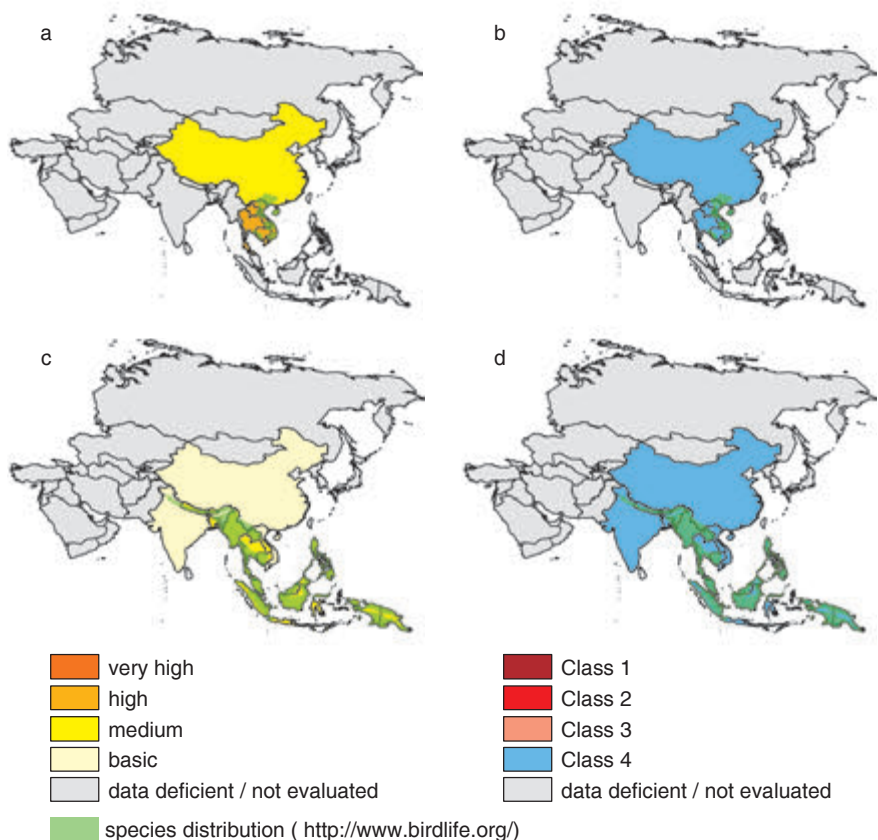 a
b
c
d
very high
high
medium
basic
data deficient / not evaluated
species distribution ( http://www.birdlife.org/)
Class 1
Class 2
Class 3
Class 4
data deficient / not evaluated